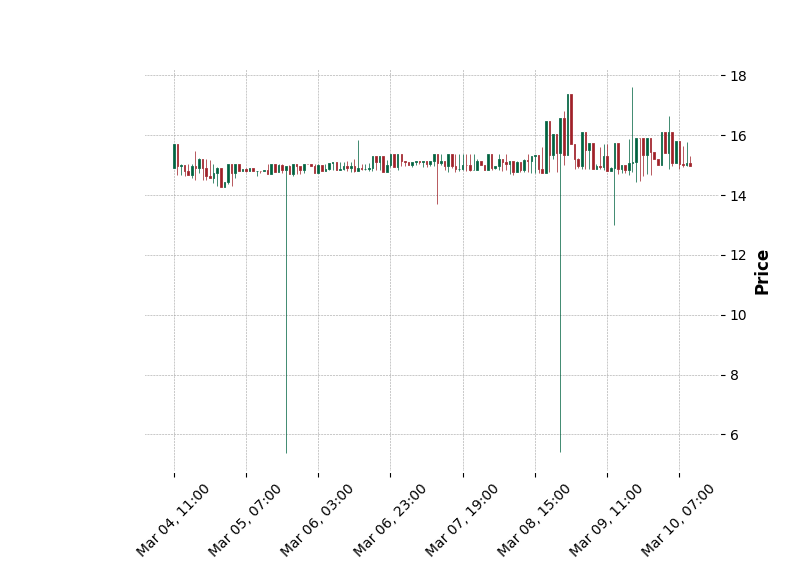 18
16
14
12
10
8
6
Price
Mar 04, 11:00
Mar 05, 07:00
Mar 06, 03:00
Mar 06, 23:00
Mar 07, 19:00
Mar 08, 15:00
Mar 09, 11:00
Mar 10, 07:00